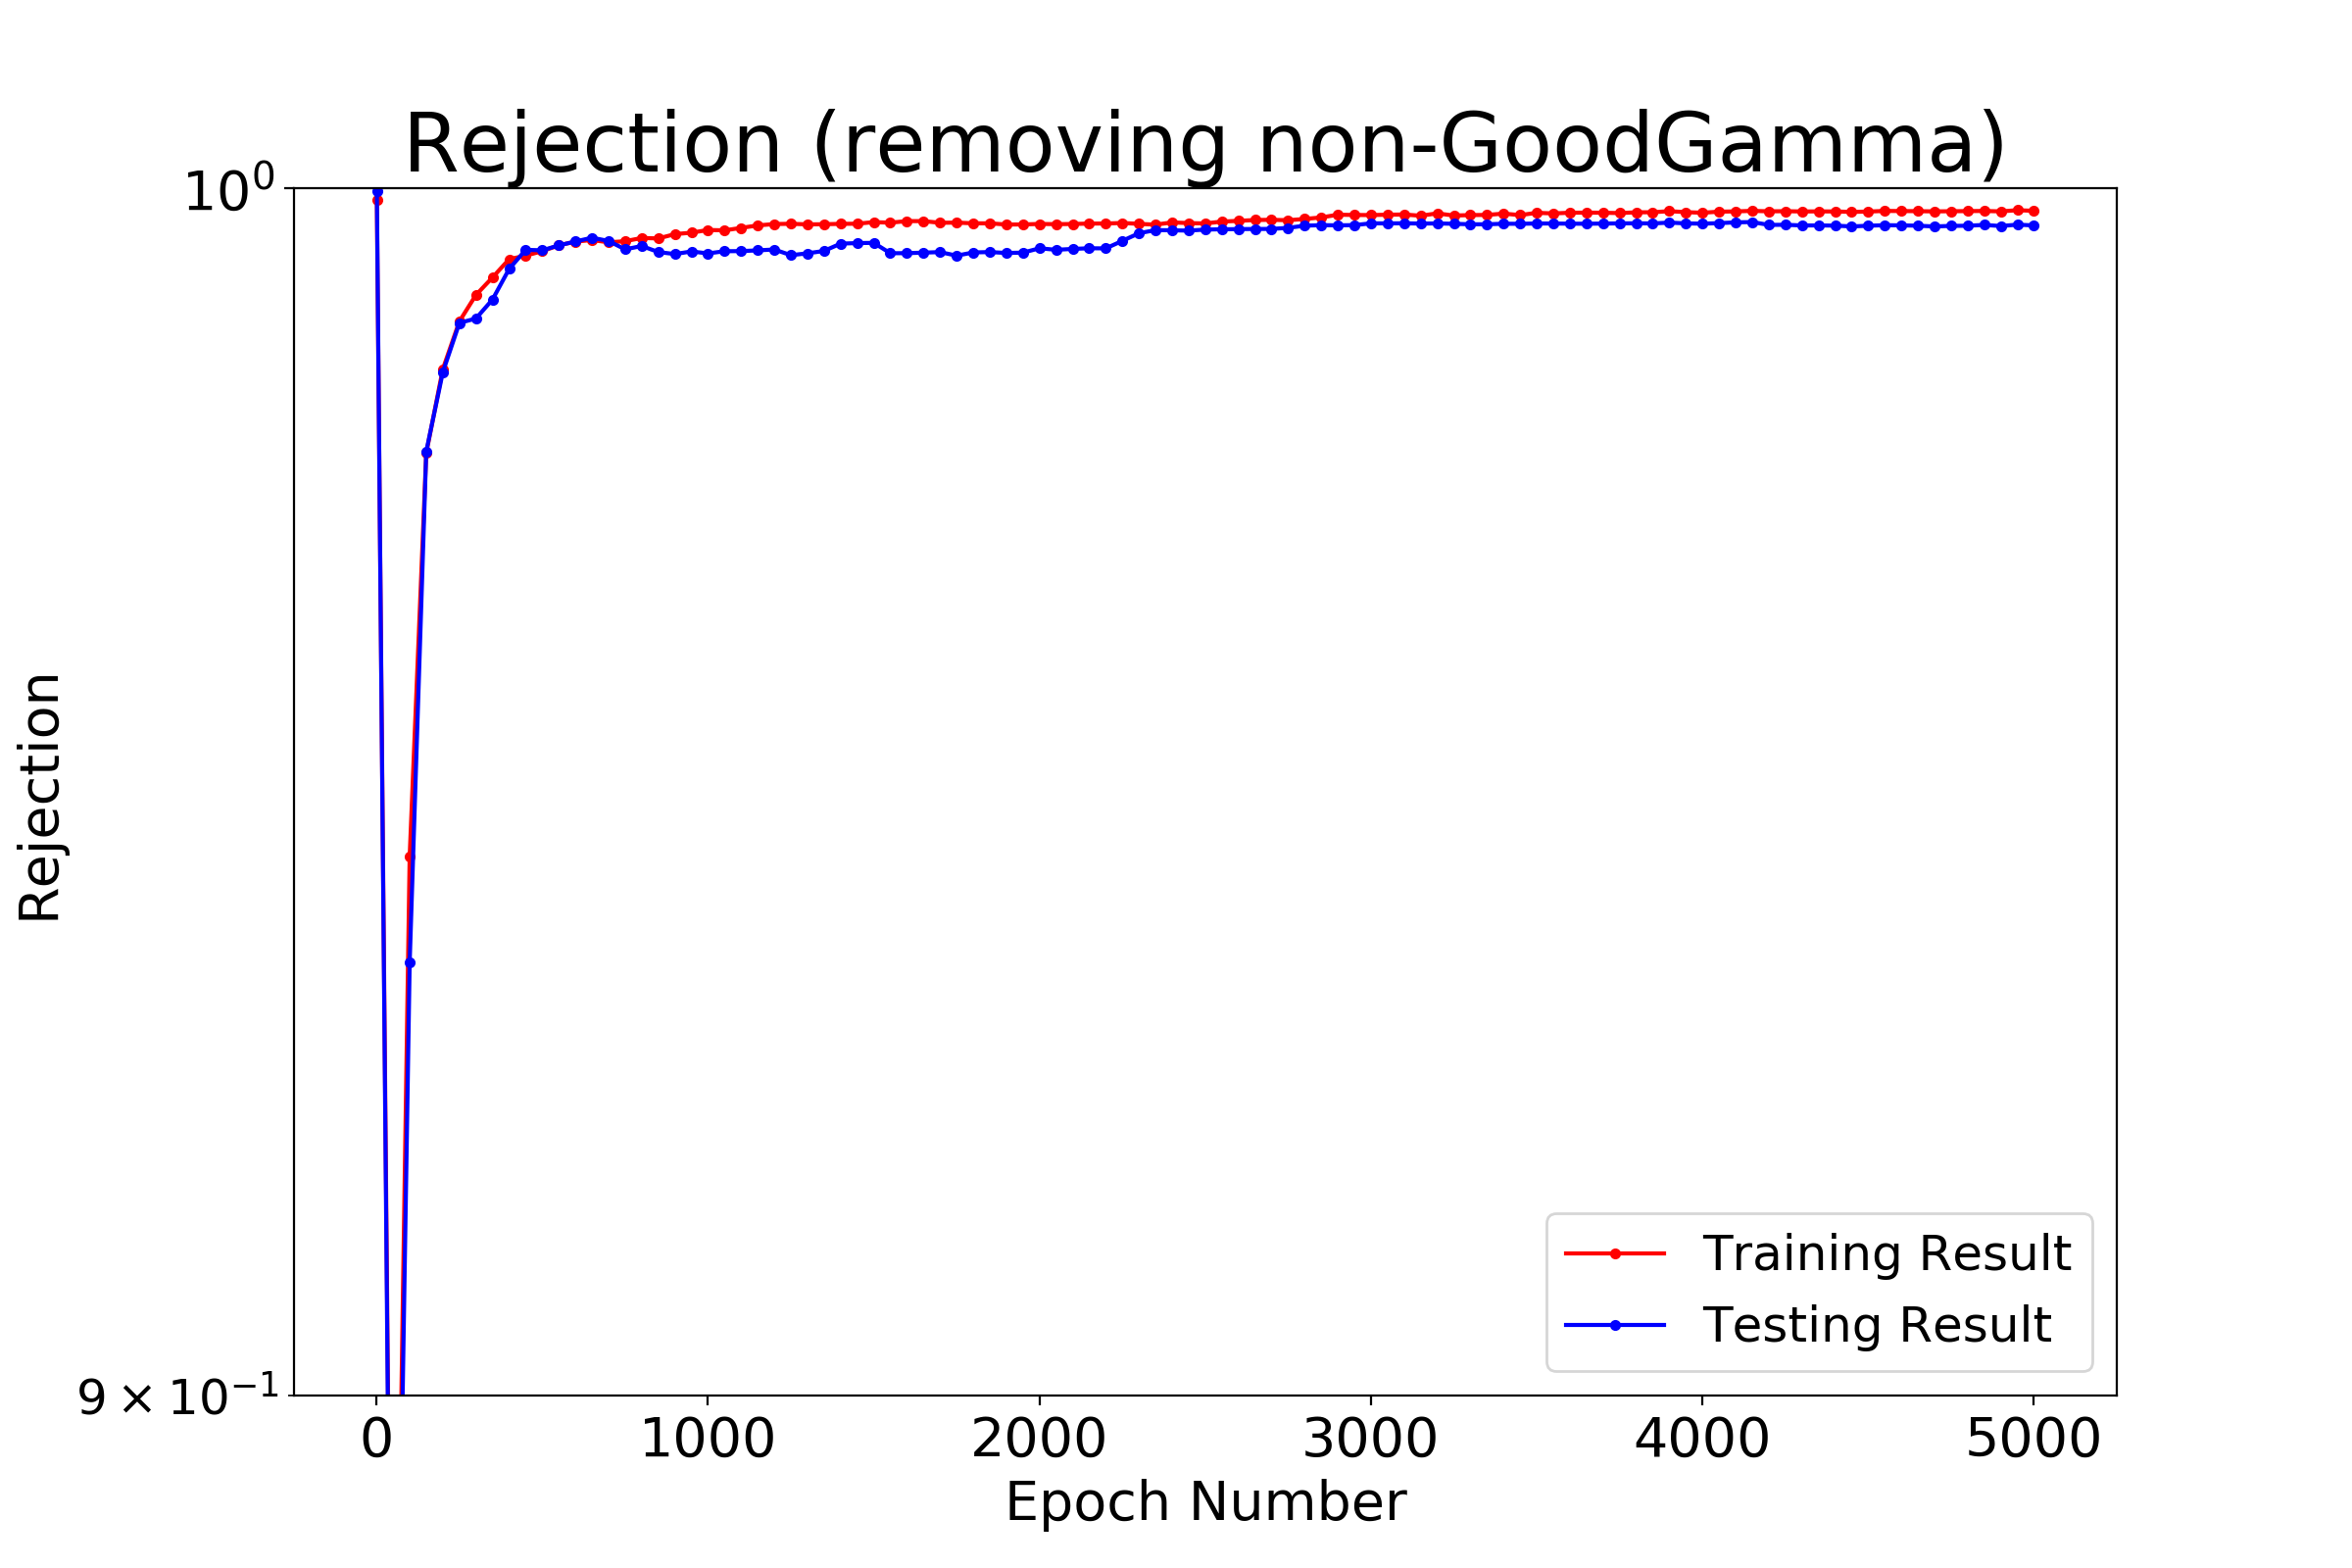 Rejection (removing non-GoodGamma)
10⁰
Rejection
9 × 10⁻¹
Training Result
Testing Result
0 1000 2000 3000 4000 5000
Epoch Number